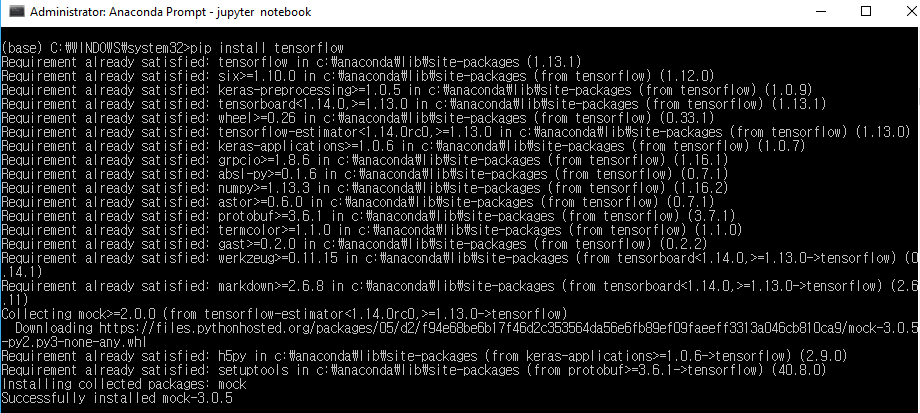 Administrator: Anaconda Prompt - jupyter notebook
(base) C:₩WINDOWS₩system32>pip install tensorflow
Requirement already satisfied: tensorflow in c:₩anaconda₩lib₩site-packages (1.13.1)
Requirement already satisfied: six>=1.10.0 in c:₩anaconda₩lib₩site-packages (from tensorflow) (1.12.0)
Requirement already satisfied: keras-preprocessing>=1.0.5 in c:₩anaconda₩lib₩site-packages (from tensorflow) (1.0.9)
Requirement already satisfied: tensorboard<1.14.0,>=1.13.0 in c:₩anaconda₩lib₩site-packages (from tensorflow) (1.13.1)
Requirement already satisfied: wheel>=0.26 in c:₩anaconda₩lib₩site-packages (from tensorflow) (0.33.1)
Requirement already satisfied: tensorflow-estimator<1.14.0rc0,>=1.13.0 in c:₩anaconda₩lib₩site-packages (from tensorflow) (1.13.0)
Requirement already satisfied: keras-applications>=1.0.6 in c:₩anaconda₩lib₩site-packages (from tensorflow) (1.0.7)
Requirement already satisfied: grpcio>=1.8.6 in c:₩anaconda₩lib₩site-packages (from tensorflow) (1.16.1)
Requirement already satisfied: absl-py>=0.1.6 in c:₩anaconda₩lib₩site-packages (from tensorflow) (0.7.1)
Requirement already satisfied: numpy>=1.13.3 in c:₩anaconda₩lib₩site-packages (from tensorflow) (1.16.2)
Requirement already satisfied: astor>=0.6.0 in c:₩anaconda₩lib₩site-packages (from tensorflow) (0.7.1)
Requirement already satisfied: protobuf>=3.6.1 in c:₩anaconda₩lib₩site-packages (from tensorflow) (3.7.1)
Requirement already satisfied: termcolor>=1.1.0 in c:₩anaconda₩lib₩site-packages (from tensorflow) (1.1.0)
Requirement already satisfied: gast>=0.2.0 in c:₩anaconda₩lib₩site-packages (from tensorflow) (0.2.2)
Requirement already satisfied: werkzeug>=0.11.15 in c:₩anaconda₩lib₩site-packages (from tensorboard<1.14.0,>=1.13.0->tensorflow) (0
.14.1)
Requirement already satisfied: markdown>=2.6.8 in c:₩anaconda₩lib₩site-packages (from tensorboard<1.14.0,>=1.13.0->tensorflow) (2.6
.11)
Collecting mock>=2.0.0 (from tensorflow-estimator<1.14.0rc0,>=1.13.0->tensorflow)
Downloading https://files.pythonhosted.org/packages/05/d2/f94e68be6b17f46d2c353564da56e6fb89ef09faeeff3313a046cb810ca9/mock-3.0.5
-py2.py3-none-any.whl
Requirement already satisfied: h5py in c:₩anaconda₩lib₩site-packages (from keras-applications>=1.0.6->tensorflow) (2.9.0)
Requirement already satisfied: setuptools in c:₩anaconda₩lib₩site-packages (from protobuf>=3.6.1->tensorflow) (40.8.0)
Installing collected packages: mock
Successfully installed mock-3.0.5